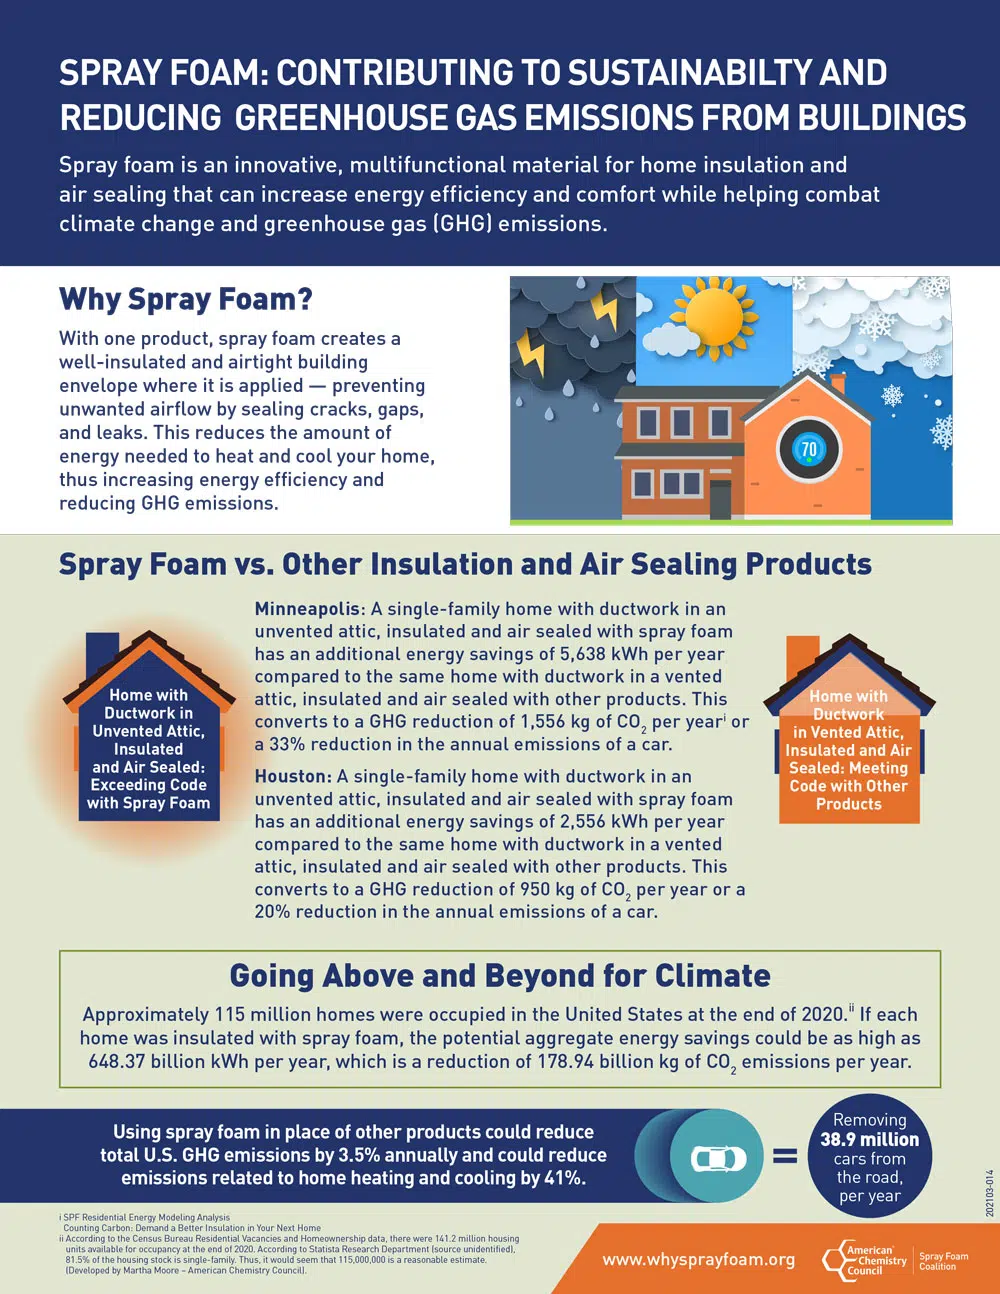 SPRAY FOAM: CONTRIBUTING TO SUSTAINABILTY AND
REDUCING GREENHOUSE GAS EMISSIONS FROM BUILDINGS
Spray foam is an innovative, multifunctional material for home insulation and
air sealing that can increase energy efficiency and comfort while helping combat
climate change and greenhouse gas (GHG) emissions.
Why Spray Foam?
With one product, spray foam creates a
well-insulated and airtight building
envelope where it is applied — preventing
unwanted airflow by sealing cracks, gaps,
and leaks. This reduces the amount of
energy needed to heat and cool your home,
thus increasing energy efficiency and
reducing GHG emissions.
70
Spray Foam vs. Other Insulation and Air Sealing Products
Home with
Ductwork in
Unvented Attic,
Insulated
and Air Sealed:
Exceeding Code
with Spray Foam
Minneapolis: A single-family home with ductwork in an
unvented attic, insulated and air sealed with spray foam
has an additional energy savings of 5,638 kWh per year
compared to the same home with ductwork in a vented
attic, insulated and air sealed with other products. This
converts to a GHG reduction of 1,556 kg of CO₂ per yearⁱ or
a 33% reduction in the annual emissions of a car.
Houston: A single-family home with ductwork in an
unvented attic, insulated and air sealed with spray foam
has an additional energy savings of 2,556 kWh per year
compared to the same home with ductwork in a vented
attic, insulated and air sealed with other products. This
converts to a GHG reduction of 950 kg of CO₂ per year or a
20% reduction in the annual emissions of a car.
Home with
Ductwork
in Vented Attic,
Insulated and Air
Sealed: Meeting
Code with Other
Products
Going Above and Beyond for Climate
Approximately 115 million homes were occupied in the United States at the end of 2020.ⁱⁱ If each
home was insulated with spray foam, the potential aggregate energy savings could be as high as
648.37 billion kWh per year, which is a reduction of 178.94 billion kg of CO₂ emissions per year.
Using spray foam in place of other products could reduce
total U.S. GHG emissions by 3.5% annually and could reduce
emissions related to home heating and cooling by 41%.
=
Removing
38.9 million
cars from
the road,
per year
202103-014
i SPF Residential Energy Modeling Analysis
Counting Carbon: Demand a Better Insulation in Your Next Home
ii According to the Census Bureau Residential Vacancies and Homeownership data, there were 141.2 million housing
units available for occupancy at the end of 2020. According to Statista Research Department (source unidentified),
81.5% of the housing stock is single-family. Thus, it would seem that 115,000,000 is a reasonable estimate.
(Developed by Martha Moore – American Chemistry Council).
www.whysprayfoam.org
American®
Chemistry
Council
Spray Foam
Coalition